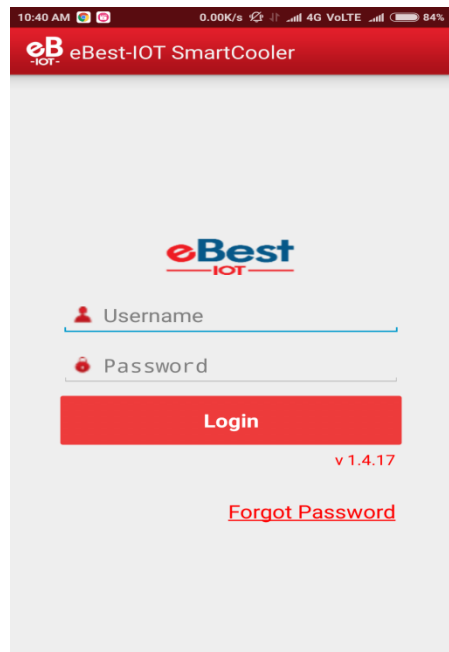 10:40 AM 0.00K/s 4G VoLTE 84%
eB
-IOT-
eBest-IOT SmartCooler
eBest
IOT
Username
Password
Login
v 1.4.17
Forgot Password